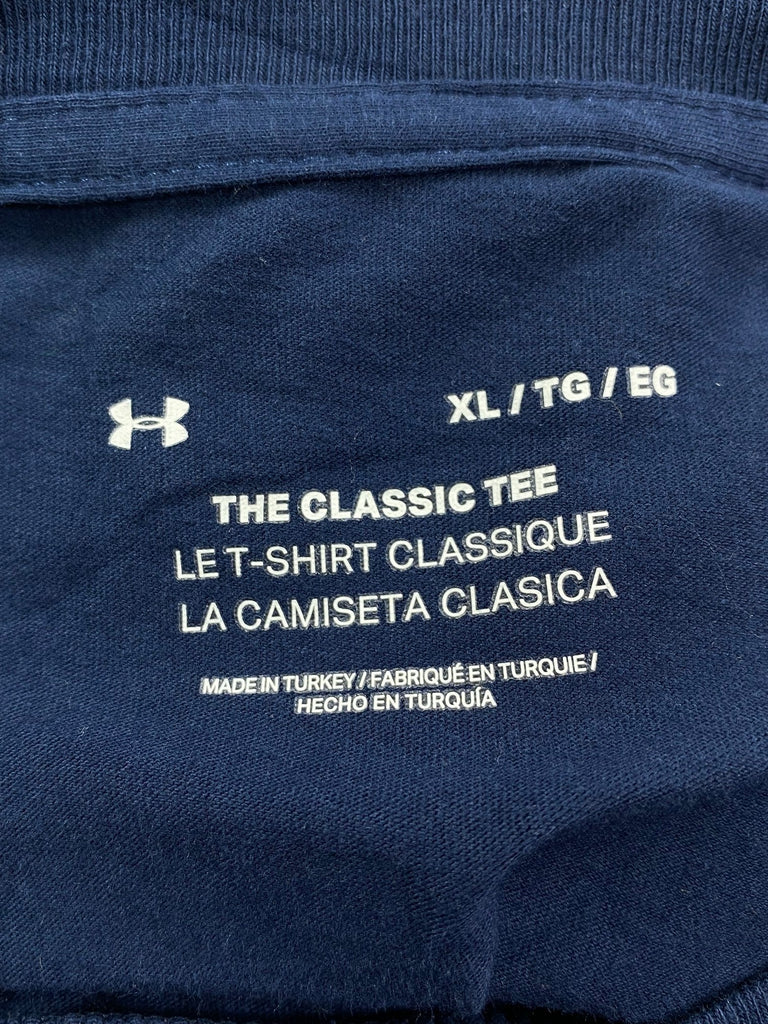 XL / TG / EG
THE CLASSIC TEE
LE T-SHIRT CLASSIQUE
LA CAMISETA CLASICA
MADE IN TURKEY / FABRIQUÉ EN TURQUIE /
HECHO EN TURQUÍA